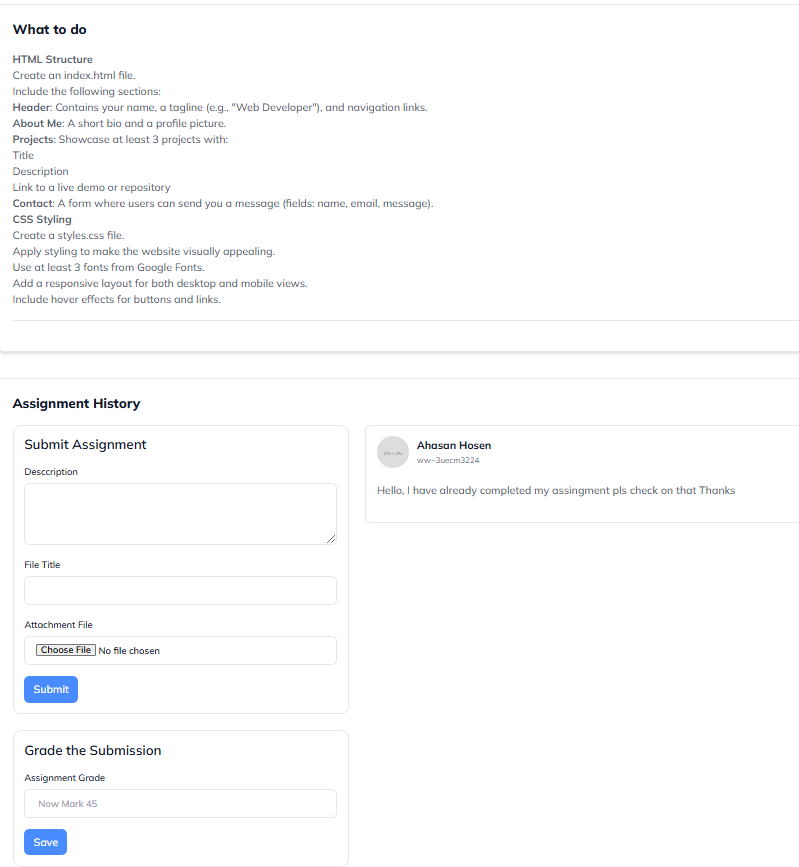 What to do
HTML Structure
Create an index.html file.
Include the following sections:
Header: Contains your name, a tagline (e.g., "Web Developer"), and navigation links.
About Me: A short bio and a profile picture.
Projects: Showcase at least 3 projects with:
Title
Description
Link to a live demo or repository
Contact: A form where users can send you a message (fields: name, email, message).
CSS Styling
Create a styles.css file.
Apply styling to make the website visually appealing.
Use at least 3 fonts from Google Fonts.
Add a responsive layout for both desktop and mobile views.
Include hover effects for buttons and links.
Assignment History
Submit Assignment
Desccription
File Title
Attachment File
Choose File No file chosen
Submit
Ahasan Hosen
ww-3uecm3224
Hello, I have already completed my assingment pls check on that Thanks
Grade the Submission
Assignment Grade
Now Mark 45
Save